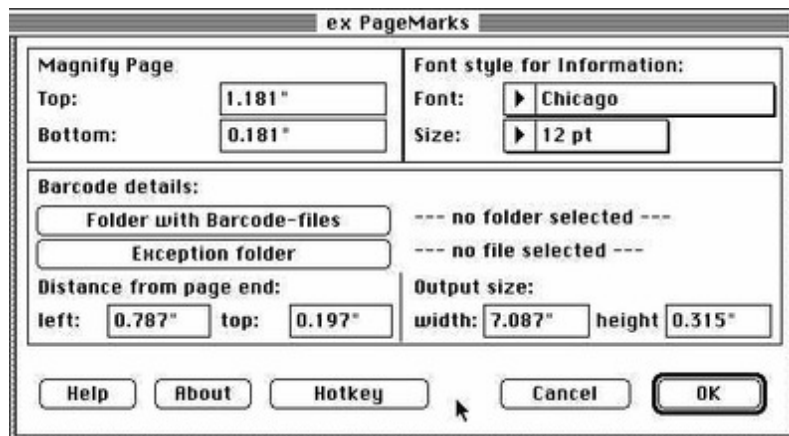 ex PageMarks
Magnify Page
Top: 1.181"
Bottom: 0.181"
Font style for Information:
Font: Chicago
Size: 12 pt
Barcode details:
Folder with Barcode-files --- no folder selected ---
Exception folder --- no file selected ---
Distance from page end:
left: 0.787" top: 0.197"
Output size:
width: 7.087" height 0.315"
Help About Hotkey Cancel OK